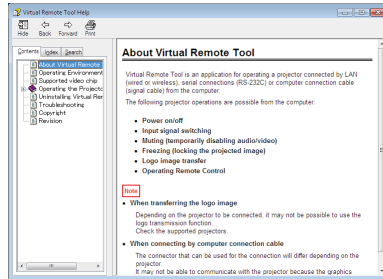 Virtual Remote Tool Help
Hide Back Forward Print
Contents Index Search
About Virtual Remote
Operating Environment
Supported video chip
Operating the Projecto
Uninstalling Virtual Rer
Troubleshooting
Copyright
Revision
About Virtual Remote Tool
Virtual Remote Tool is an application for operating a projector connected by LAN
(wired or wireless), serial connections (RS-232C) or computer connection cable
(signal cable) from the computer.
The following projector operations are possible from the computer:
• Power on/off
• Input signal switching
• Muting (temporarily disabling audio/video)
• Freezing (locking the projected image)
• Logo image transfer
• Operating Remote Control
Note
• When transferring the logo image
Depending on the projector to be connected, it may not be possible to use the
logo transmission function.
Check the supported projectors.
• When connecting by computer connection cable
The connector that can be used for the connection will differ depending on the
projector.
It may not be able to communicate with the projector because the graphics